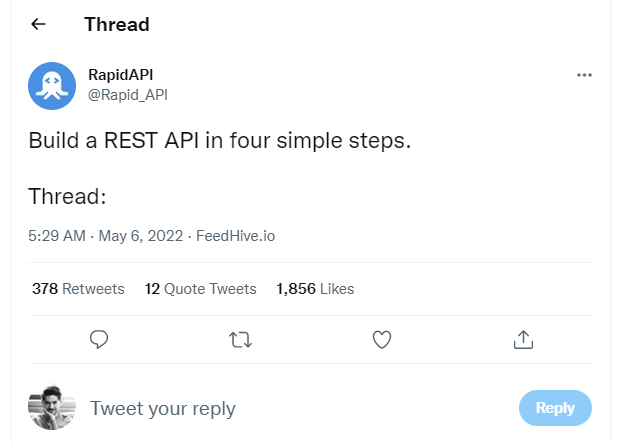 Thread
RapidAPI
@Rapid_API
Build a REST API in four simple steps.
Thread:
5:29 AM · May 6, 2022 · FeedHive.io
378 Retweets 12 Quote Tweets 1,856 Likes
Tweet your reply
Reply